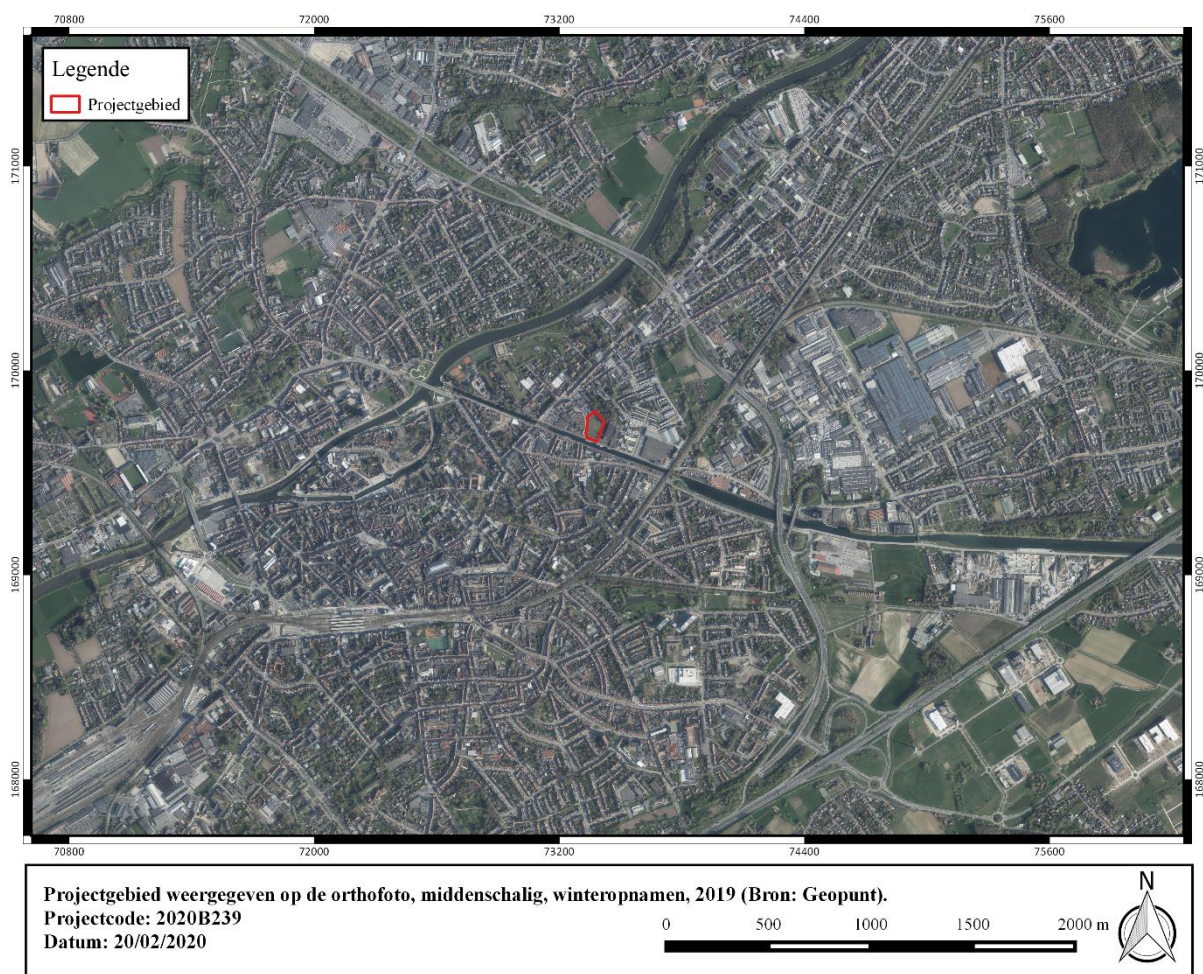 70800 72000 73200 74400 75600
Legende
Projectgebied
171000 171000
170000 170000
169000 169000
168000 168000
70800 72000 73200 74400 75600
Projectgebied weergegeven op de orthofoto, middenschalig, winteropnamen, 2019 (Bron: Geopunt).
Projectcode: 2020B239
Datum: 20/02/2020
0 500 1000 1500 2000 m
N